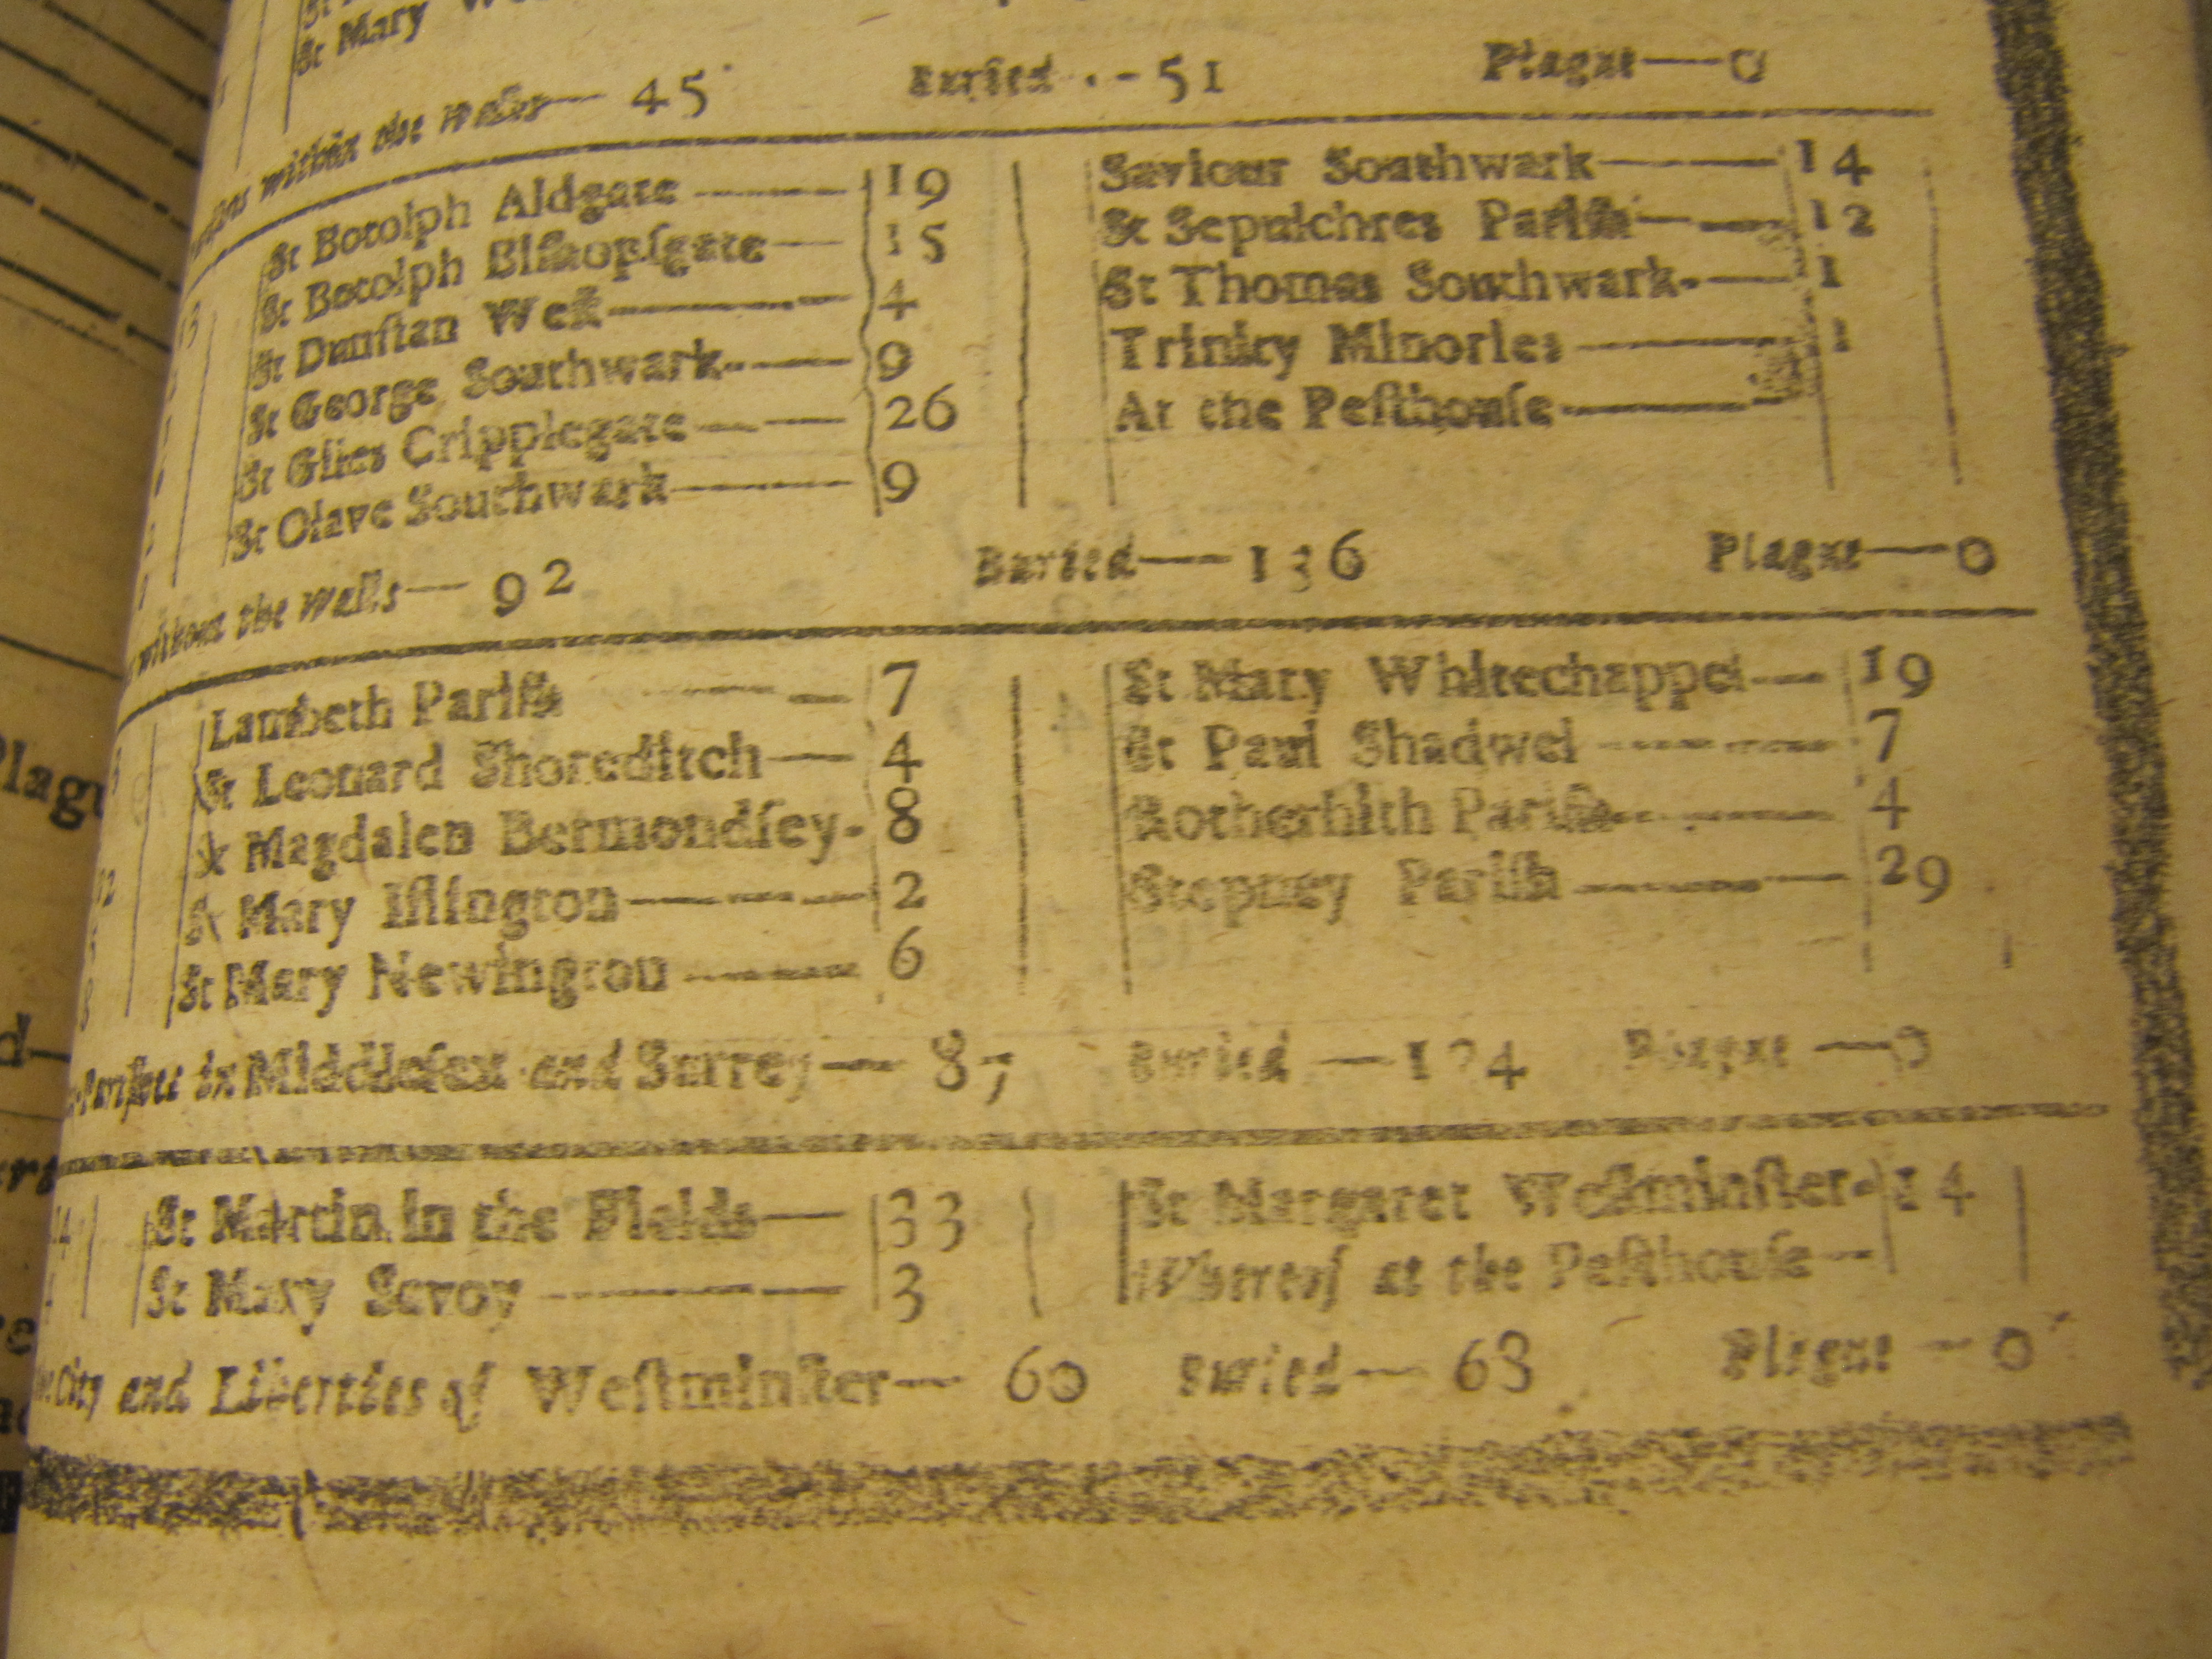 St Mary
within the walls— 45 Buried . - 51 Plague—0
St Botolph Aldgate —— 19 Saviour Southwark—— 14
St Botolph Biſhopſgate— 15 St Sepulchres Pariſh—— 12
St Dunſtan Weſt—— 4 St Thomas Southwark.— 1
St George Southwark.— 9 Trinity Minories—— 1
St Giles Cripplegate—— 26 At the Peſthouſe——
St Olave Southwark—— 9
without the Walls— 92 Buried—136 Plague—0
Lambeth Pariſh —— 7 St Mary Whitechappel— 19
St Leonard Shoreditch— 4 St Paul Shadwel —— 7
St Magdalen Bermondſey- 8 Rotherhith Pariſh—— 4
St Mary Iſlington—— 2 Stepney Pariſh—— 29
St Mary Newington —— 6
Pariſhes in Middleſex and Surrey— 87 Buried —124 Plague —0
St Martin in the Fields— 33 St Margaret Weſtminſter- 14
St Mary Savoy —— 3 Whereof at the Peſthouſe—
City and Liberties of Weſtminſter— 60 Buried— 63 Plague — 0